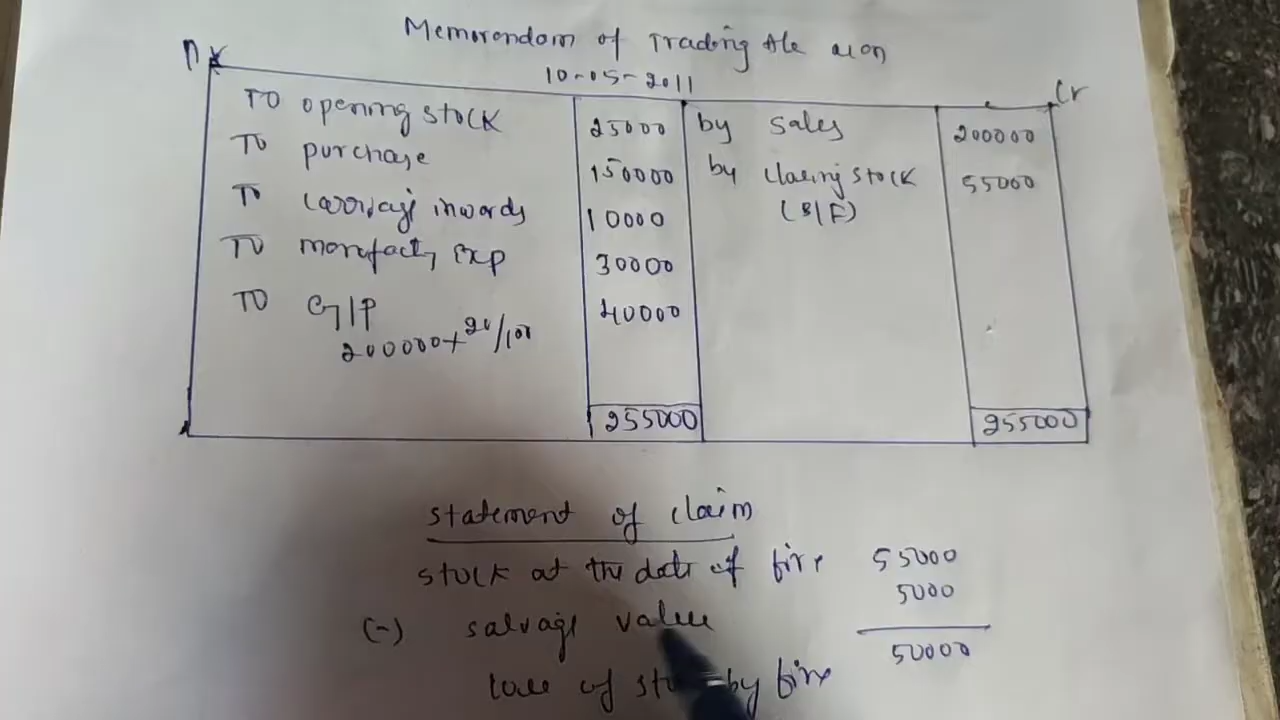 Memorendom of Trading A/c as on
10-05-2011
Dr Cr
To opening stock 25000 by sales 200000
To purchase 150000 by closing stock 55000
To carriage inwards 10000 (B/F)
To manufact, Exp 30000
To G/P 40000
200000 x 20/100
255000 255000
statement of claim
stock at the date of fire 55000
(-) salvage value 5000
loss of stock by fire 50000